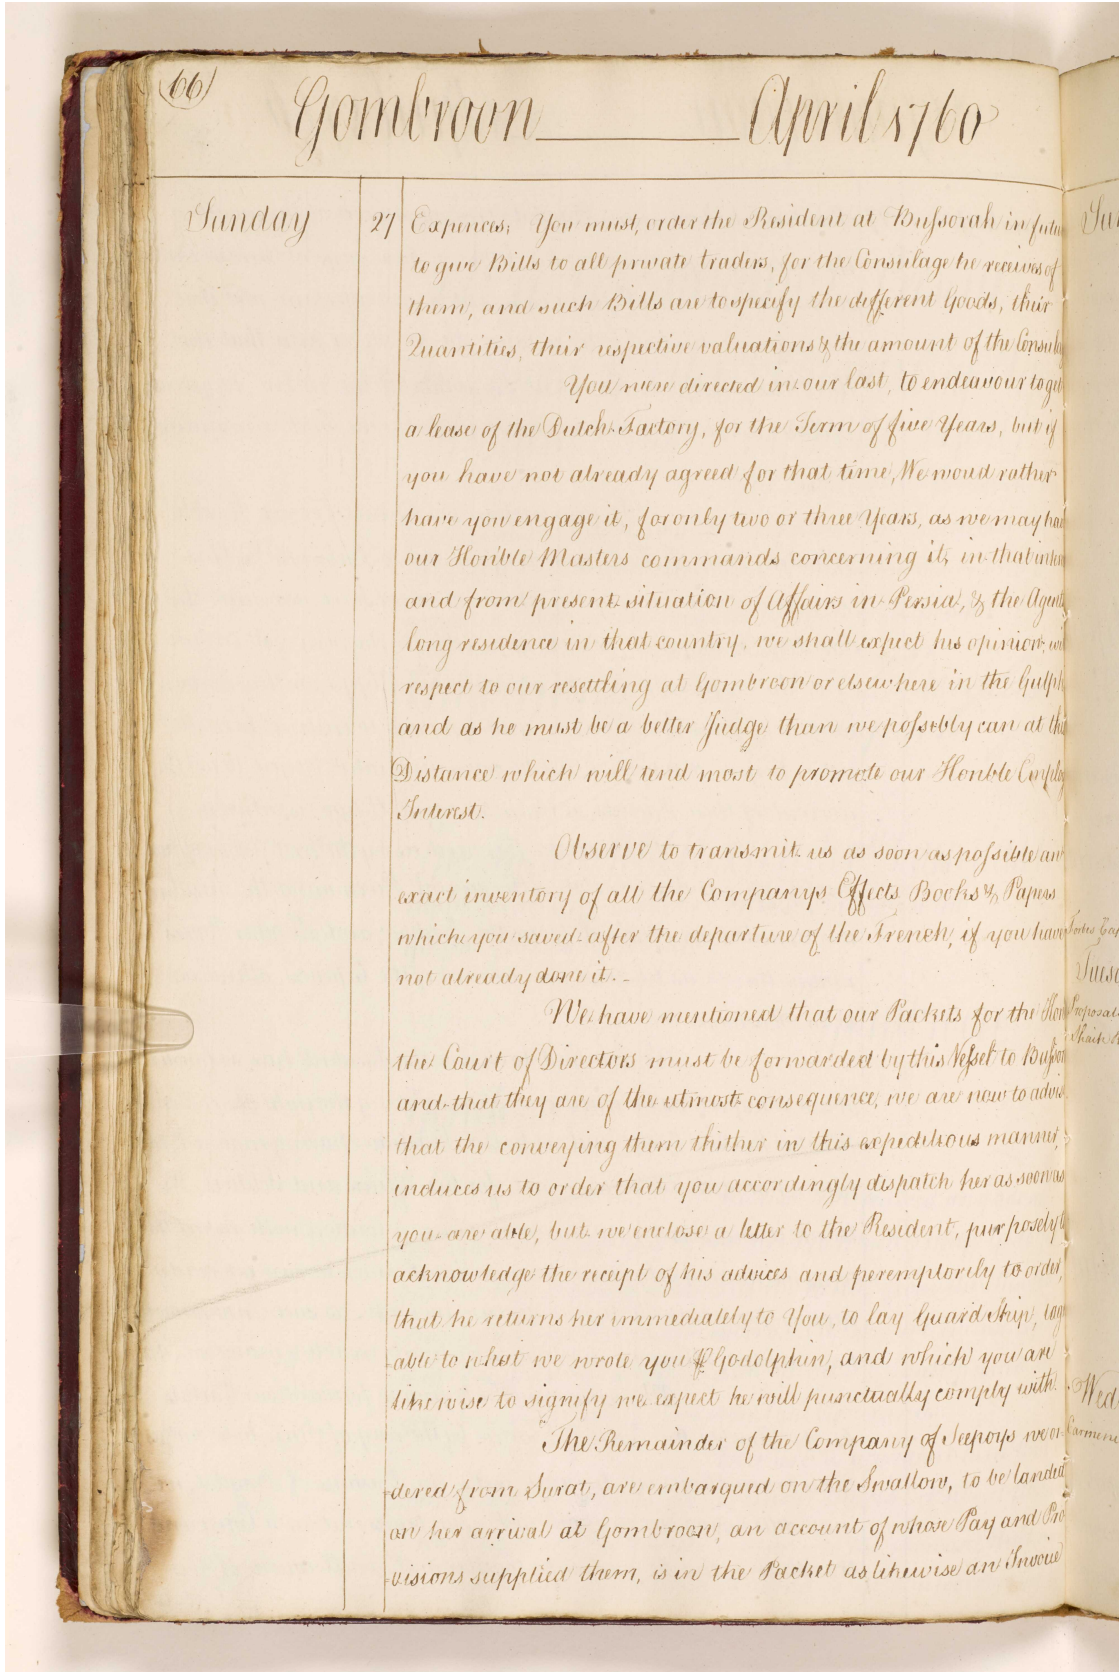 66
Gombroon April 1760
Sunday 27 Expences; You must, order the Resident at Bussorah in futu
to give Bills to all private traders, for the Consulage he receives of
them, and such Bills are to specify the different Goods, their
Quantities, their respective valuations & the amount of the Consula
You were directed in our last, to endeavour to get
a lease of the Dutch Factory, for the Term of five Years, but if
you have not already agreed for that time, We woud rather
have you engage it, for only two or three Years, as we may ha
our Honble Masters commands concerning it, in that inter
and from present situation of Affairs in Persia, & the Agents
long residence in that country, we shall expect his opinion, wi
respect to our resettling at Gombroon or elsewhere in the Gulph
and as he must be a better Judge than we possebly can at this
Distance which will tend most to promote our Honble Employ
Interest.
Observe to transmit us as soon as possible an
exact inventory of all the Companys Effects Books & Papers
which you saved after the departure of the French, if you have
not already done it. -
We have mentioned that our Packets for the Hon
the Court of Directors must be forwarded by this Vessel to Busso
and that they are of the utmost consequence, we are now to advise
that the conveying them thither in this expeditious manner,
induces us to order that you accordingly dispatch her as soon as
you are able, but we enclose a letter to the Resident, purposely t
acknowledge the receipt of his advices and peremptorily to order,
that he returns her immediately to You, to lay Guard Ship, tag
able to what we wrote you ⅌ Godolphin, and which you are
likewise to signify we expect he will punctually comply with.
The Remainder of the Company of Seepoys we or-
-dered from Surat, are embarqued on the Swallow, to be landed
on her arrival at Gombroon, an account of whose Pay and Pro
-visions supplied them, is in the Packet as likewise an Invoice